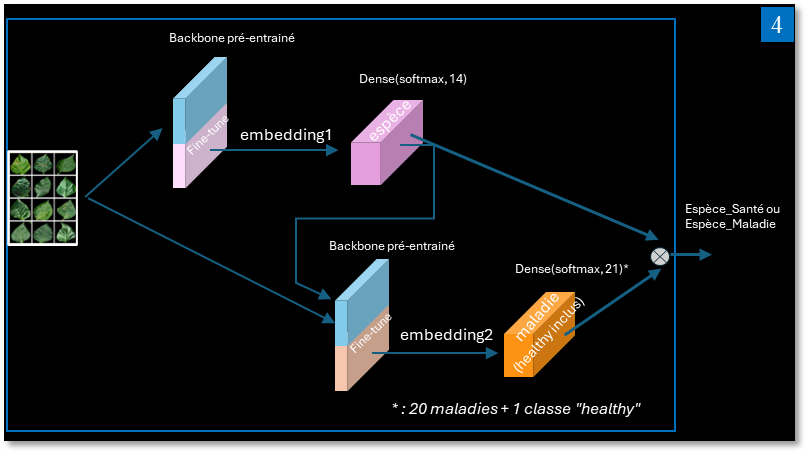 4
Backbone pré-entrainé
Dense(softmax, 14)
espèce
Fine-tune
embedding1
Espèce_Santé ou
Espèce_Maladie
Backbone pré-entrainé
Dense(softmax, 21)*
maladie
(healthy inclus)
Fine-tune
embedding2
* : 20 maladies + 1 classe "healthy"